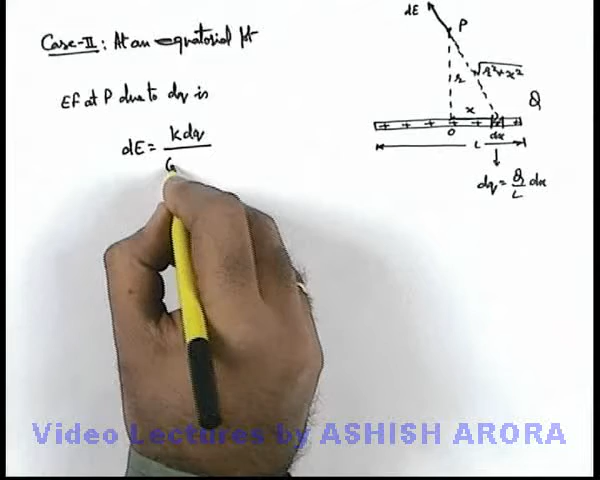 Case-II : At an equatorial pt
EF at P due to dq is
dE = k dq / (
dE
P
r
√r²+x²
x
Q
+ + + + + +
O
dx
L
dq = Q/L dx
Video Lectures by ASHISH ARORA